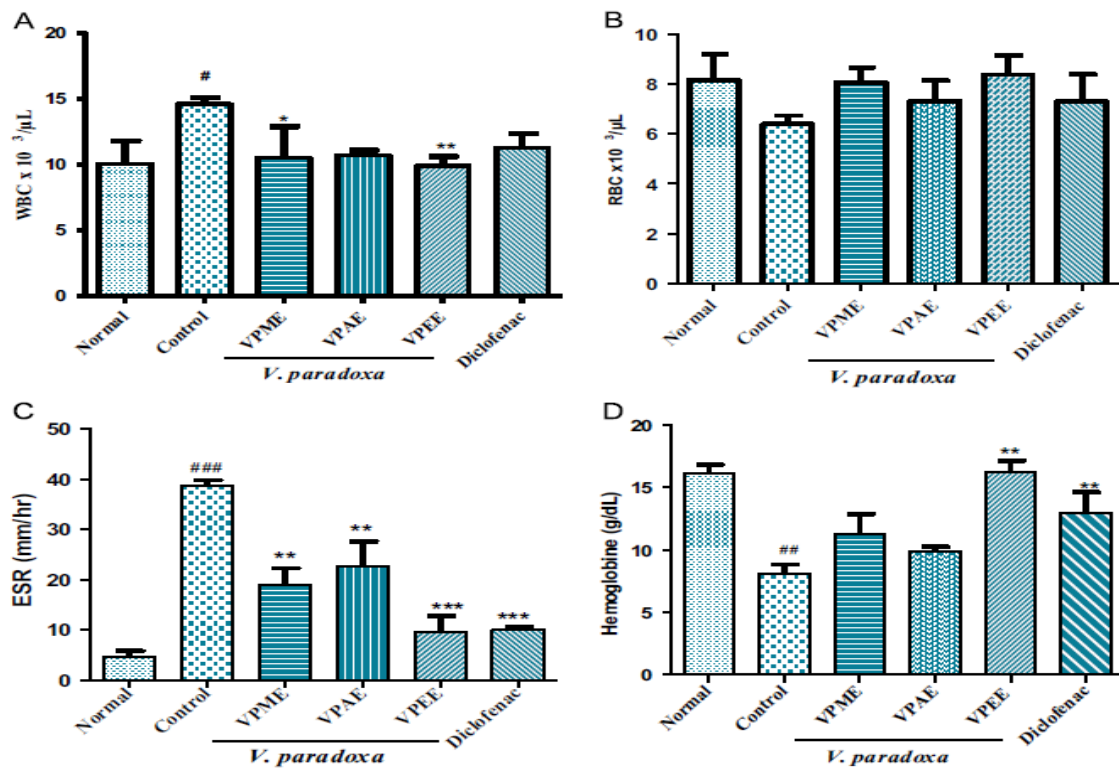 A
WBC x 10 ³/µL
20
15
10
5
0
#
*
**
Normal
Control
VPME
VPAE
VPEE
Diclofenac
V. paradoxa
B
RBC x 10 ³/µL
10
8
6
4
2
0
Normal
Control
VPME
VPAE
VPEE
Diclofenac
V. paradoxa
C
ESR (mm/hr)
50
40
30
20
10
0
###
**
**
***
***
Normal
Control
VPME
VPAE
VPEE
Diclofenac
V. paradoxa
D
Hemoglobine (g/dL)
20
15
10
5
0
##
**
**
Normal
Control
VPME
VPAE
VPEE
Diclofenac
V. paradoxa